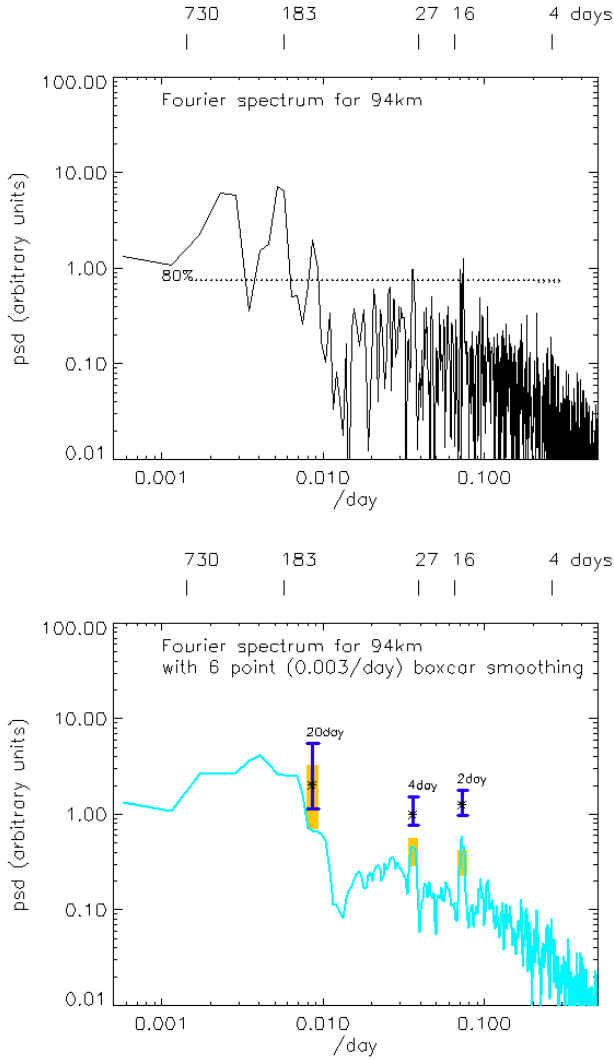 730 183 27 16 4 days
100.00
Fourier spectrum for 94km
10.00
1.00
80%
0.10
0.01
psd (arbitrary units)
0.001 0.010 0.100
/day
730 183 27 16 4 days
100.00
Fourier spectrum for 94km
with 6 point (0.003/day) boxcar smoothing
10.00
20day
4day 2day
1.00
0.10
0.01
psd (arbitrary units)
0.001 0.010 0.100
/day